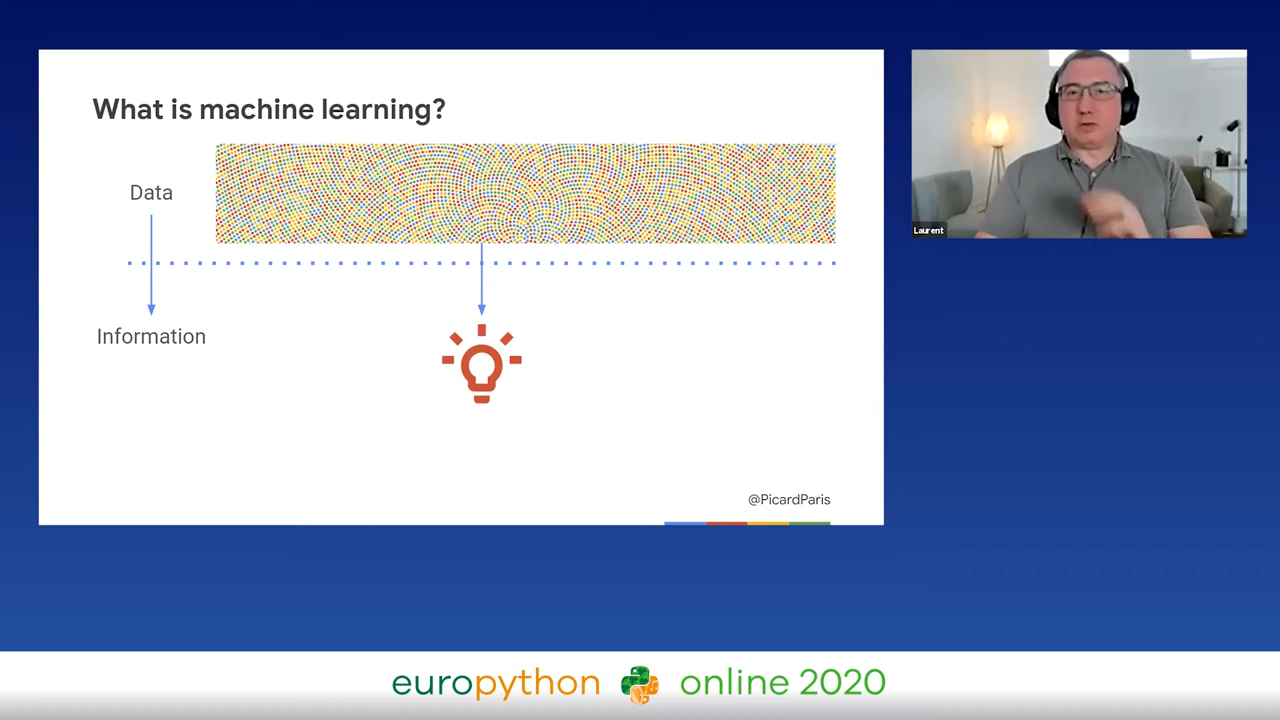 What is machine learning?
Data
Information
@PicardParis
Laurent
europython online 2020